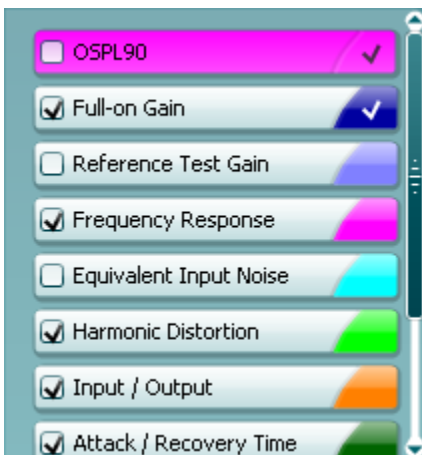 OSPL90
Full-on Gain
Reference Test Gain
Frequency Response
Equivalent Input Noise
Harmonic Distortion
Input / Output
Attack / Recovery Time